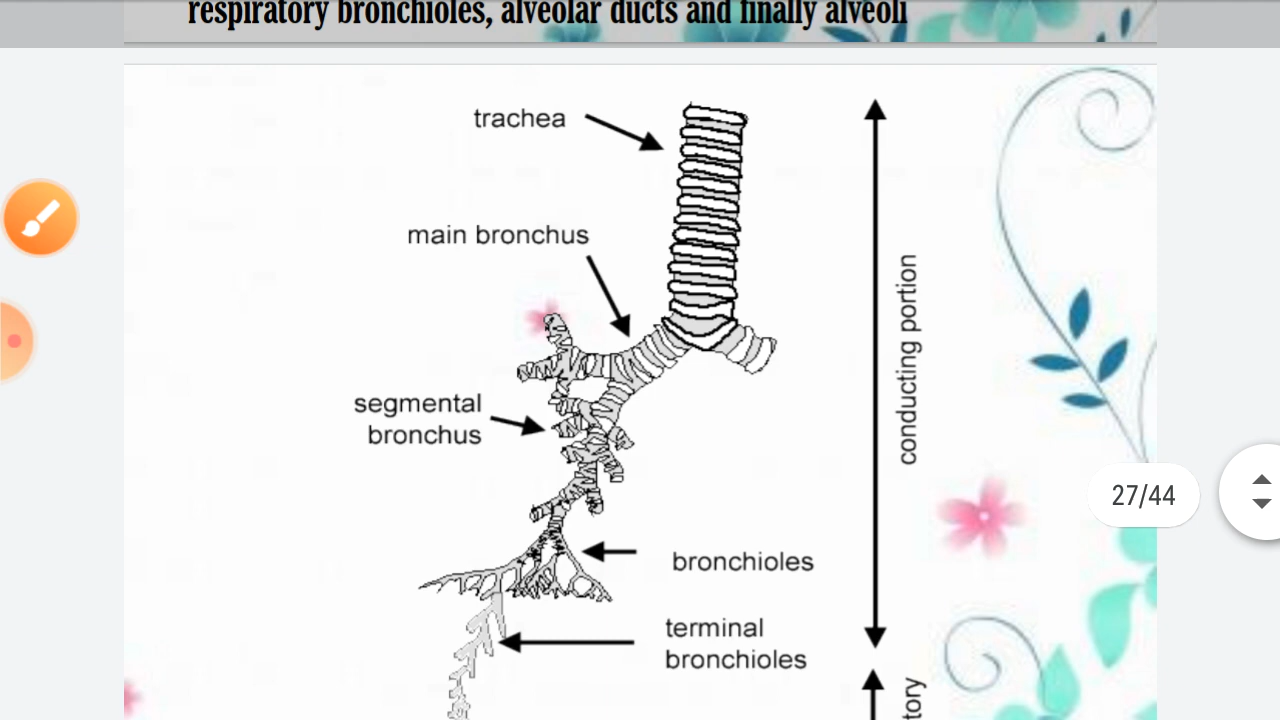 respiratory bronchioles, alveolar ducts and finally alveoli
trachea
main bronchus
conducting portion
segmental
bronchus
27/44
bronchioles
terminal
bronchioles
tory